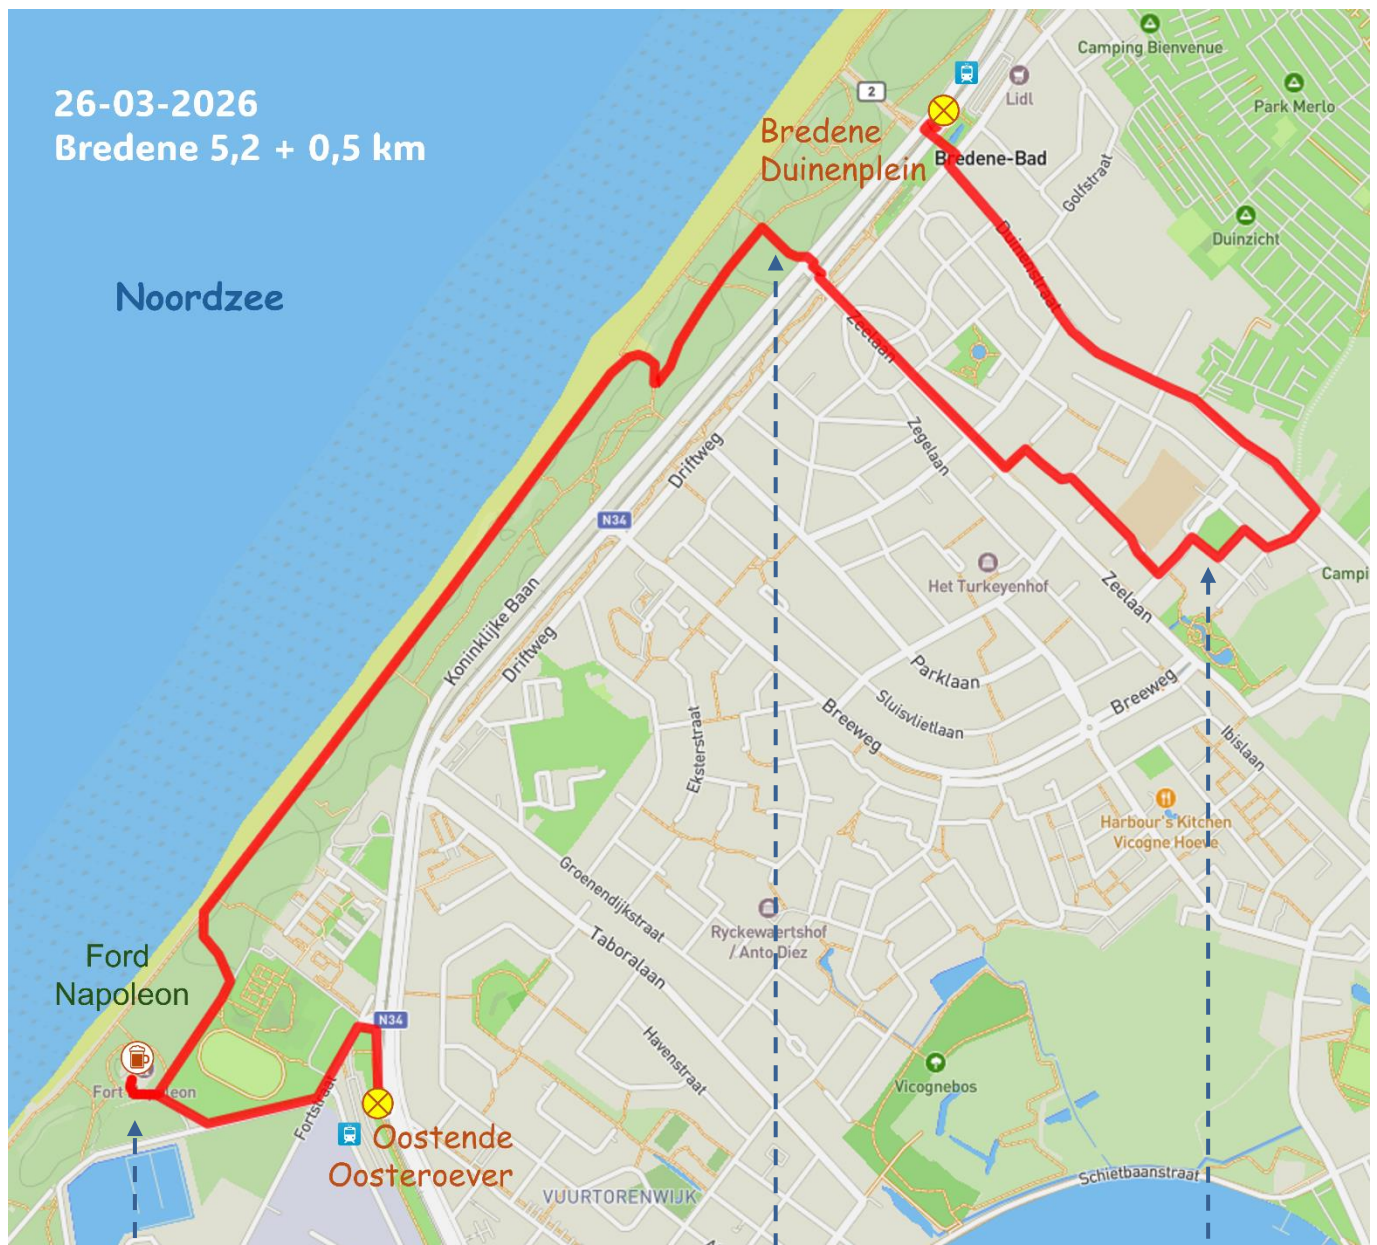 26-03-2026
Bredene 5,2 + 0,5 km
Camping Bienvenue
Park Merlo
Lidl
2
Bredene
Duinenplein
Bredene-Bad
Golfstraat
Duinzicht
Duinenstraat
Noordzee
Zeelaan
Zegelaan
Driftweg
N34
Het Turkeyenhof
Campi
Zeelaan
Koninklijke Baan
Driftweg
Parklaan
Sluisvlietlaan
Breeweg
Breeweg
Ibislaan
Eksterstraat
Harbour's Kitchen
Vicogne Hoeve
Groenendijkstraat
Taboralaan
Ryckewaertshof
/ Anto Diez
Ford
Napoleon
N34
Havenstraat
Vicognebos
Fort Napoleon
Fortstraat
Oostende
Oosteroever
VUURTORENWIJK
Schietbaanstraat